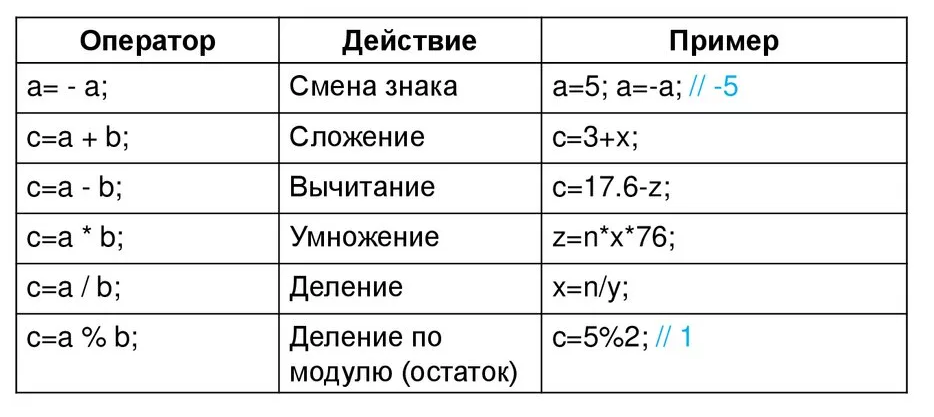 Оператор Действие Пример
a= - a; Смена знака a=5; a=-a; // -5
c=a + b; Сложение c=3+x;
c=a - b; Вычитание c=17.6-z;
c=a * b; Умножение z=n*x*76;
c=a / b; Деление x=n/y;
c=a % b; Деление по c=5%2; // 1
модулю (остаток)